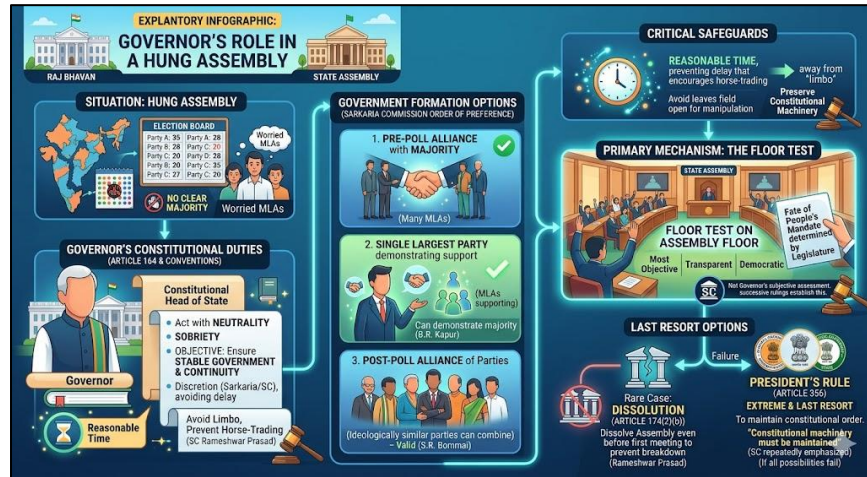 EXPLANTORY INFOGRAPHIC:
GOVERNOR'S ROLE IN
A HUNG ASSEMBLY
RAJ BHAVAN
STATE ASSEMBLY
SITUATION: HUNG ASSEMBLY
ELECTION BOARD
Party A; 35 Party A: 28
Party B; 28 Party C; 20
Party C; 20 Party D: 28
Party B; 20 Party C; 35
Party C; 27 Party C: 20
Worried
MLAs
NO CLEAR
MAJORITY
Worried MLAs
GOVERNOR'S CONSTITUTIONAL DUTIES
(ARTICLE 164 & CONVENTIONS)
Constitutional
Head of State
• Act with NEUTRALITY
• SOBRIETY
• OBJECTIVE: Ensure
STABLE GOVERNMENT
& CONTINUITY
• Discretion (Sarkaria/SC),
avoiding delay
Governor
Reasonable
Time
Avoid Limbo,
Prevent Horse-Trading
(SC Rameshwar Prasad)
GOVERNMENT FORMATION OPTIONS
(SARKARIA COMMISSION ORDER OF PREFERENCE)
1. PRE-POLL ALLIANCE
with MAJORITY
(Many MLAs)
2. SINGLE LARGEST PARTY
demonstrating support
(MLAs
supporting)
Can demonstrate majority
(B.R. Kapur)
3. POST-POLL ALLIANCE of Parties
(Ideologically similar parties can combine)
– Valid (S.R. Bommai)
CRITICAL SAFEGUARDS
REASONABLE TIME,
preventing delay that
encourages horse-trading
away from
"limbo"
Avoid leaves field
open for manipulation
Preserve
Constitutional
Machinery
PRIMARY MECHANISM: THE FLOOR TEST
STATE ASSEMBLY
FLOOR TEST ON
ASSEMBLY FLOOR
Most
Objective
Transparent
Democratic
Fate of
People's
Mandate
determined
by
Legislature
SC
Not Governor's subjective assessment.
successive rulings establish this.
LAST RESORT OPTIONS
Failure
Rare Case:
DISSOLUTION
(ARTICLE 174(2)(b))
Dissolve Assembly even
before first meeting to
prevent breakdown
(Rameshwar Prasad)
PRESIDENT'S RULE
(ARTICLE 356)
EXTREME & LAST RESORT
To maintain constitutional order.
"Constitutional machinery
must be maintained
(SC repeatedly emphasized)
(If all possibilities fail)